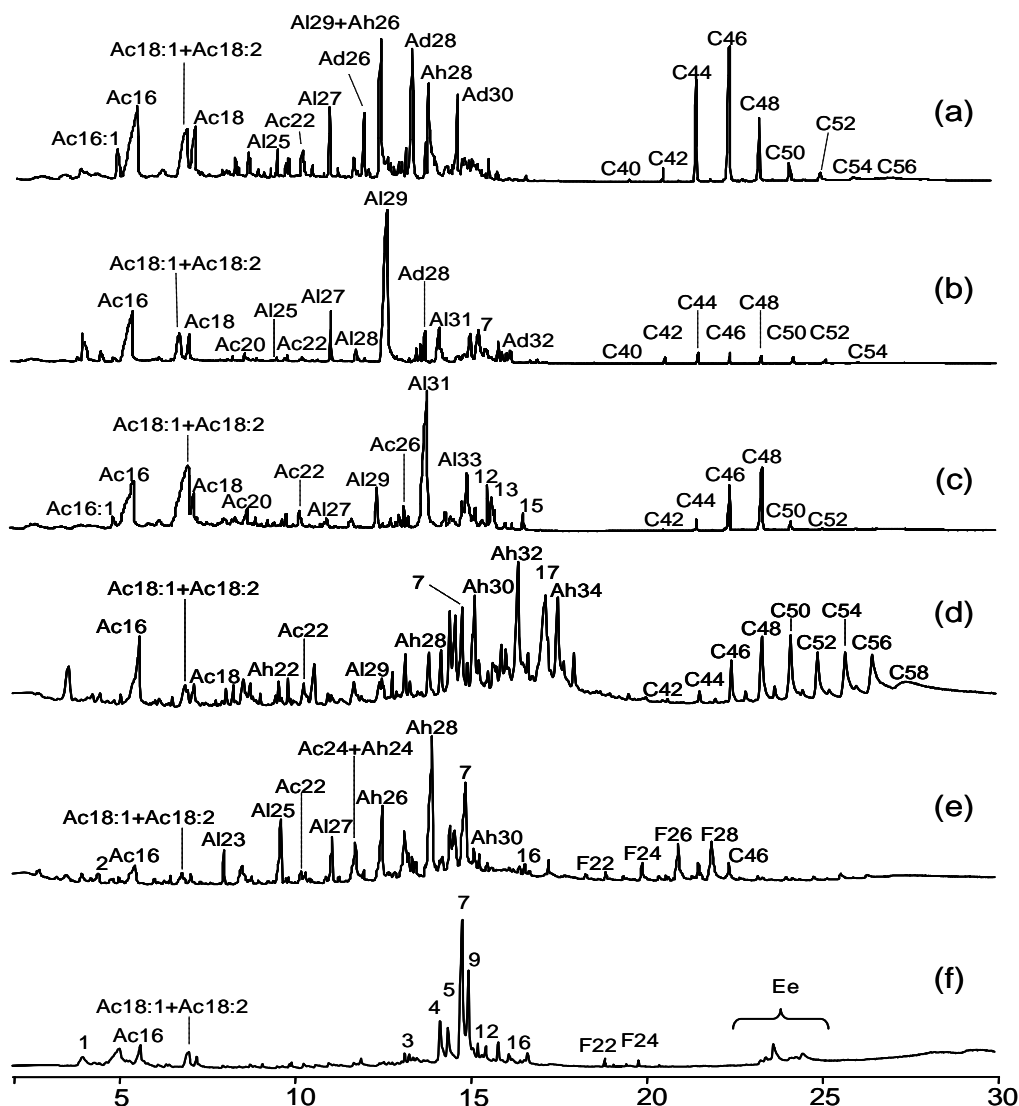 Al29+Ah26
Ac18:1+Ac18:2
Ad26
Ad28
Ah28
Ad30
Ac16
Al27
Ac22
Ac18
Ac16:1
Al25
C46
C44
C48
C52
C42
C50
C40
C54
C56
(a)
Al29
Ac18:1+Ac18:2
Ad28
Ac16
Al25
Al27
Al31
7
Ac18
Ac20
Ac22
Al28
Ad32
C44
C48
C42
C46
C50
C52
C40
C54
(b)
Al31
Ac18:1+Ac18:2
Ac26
Al33
12
Ac16
Ac18
Ac22
Al29
13
Ac16:1
Ac20
Al27
15
C48
C46
C44
C42
C50
C52
(c)
Ah32
Ac18:1+Ac18:2
7
Ah30
17
Ah34
Ac16
Ac22
Ah28
Ac18
Ah22
Al29
C50
C54
C48
C52
C56
C46
C44
C42
C58
(d)
Ah28
Ac24+Ah24
7
Ac22
Ah26
Ac18:1+Ac18:2
Al25
Al27
Al23
Ah30
2
Ac16
16
F26
F28
F24
C46
F22
(e)
7
9
5
Ac18:1+Ac18:2
4
1
Ac16
3
12
16
F22
F24
Ee
(f)
5 10 15 20 25 30